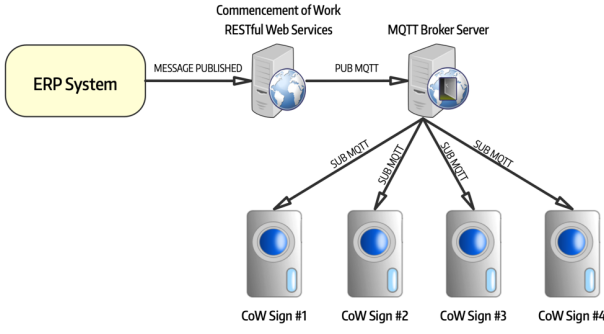 Commencement of Work
RESTful Web Services
MQTT Broker Server
ERP System
MESSAGE PUBLISHED
PUB MQTT
SUB MQTT
SUB MQTT
SUB MQTT
SUB MQTT
CoW Sign #1
CoW Sign #2
CoW Sign #3
CoW Sign #4